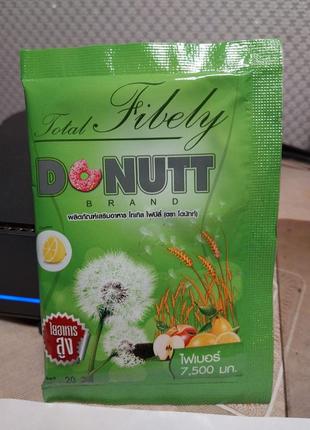 Total Fibely
DONUTT
BRAND
ผลิตภัณฑ์เสริมอาหาร โทเทิล ไฟบิลี่ (ตรา โดนัทท์)
ใยอาหาร
สูง
ไฟเบอร์
7,500 มก.
20